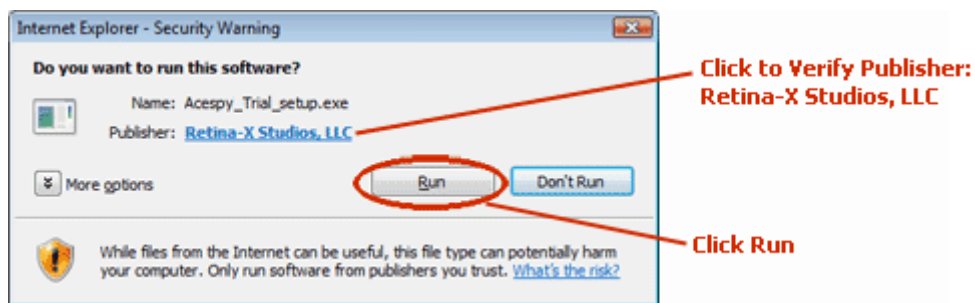 Internet Explorer - Security Warning
Do you want to run this software?
Name: Acespy_Trial_setup.exe
Publisher: Retina-X Studios, LLC
More options
Run
Don't Run
While files from the Internet can be useful, this file type can potentially harm
your computer. Only run software from publishers you trust. What's the risk?
Click to Verify Publisher:
Retina-X Studios, LLC
Click Run